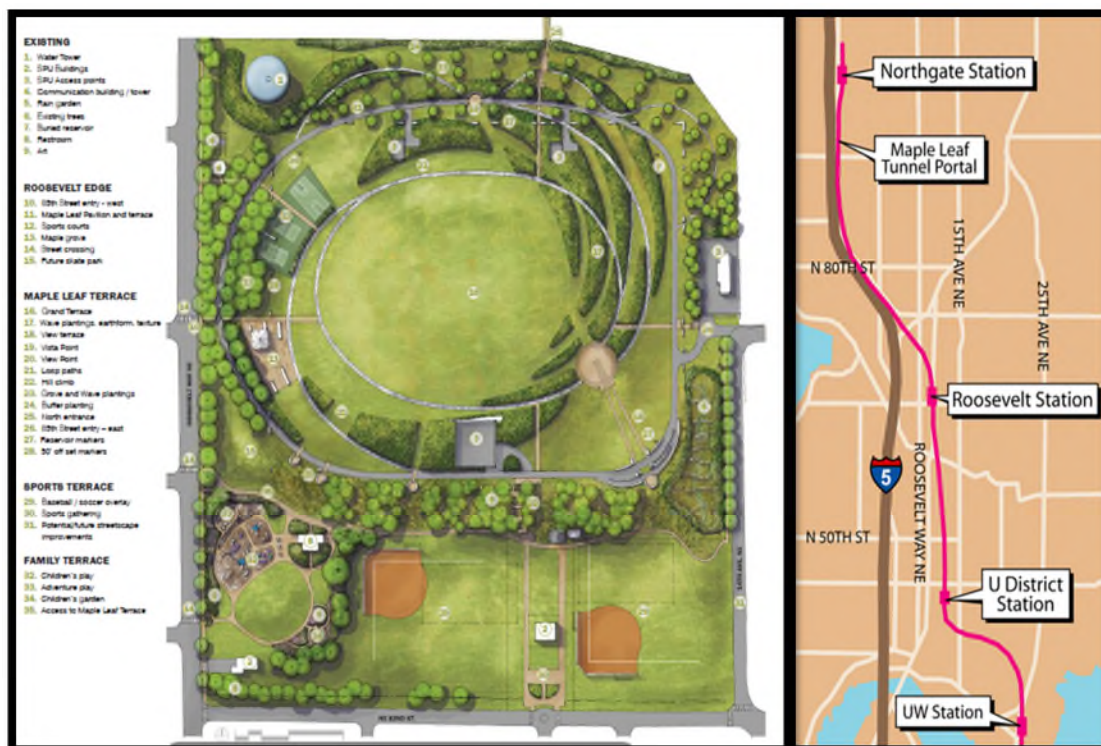 EXISTING
1. Water Tower
2. SPU Buildings
3. SPU Access points
4. Communication building / tower
5. Rain garden
6. Existing trees
7. Buried reservoir
8. Restroom
9. Art
ROOSEVELT EDGE
10. 85th Street entry - west
11. Maple Leaf Pavilion and terrace
12. Sports courts
13. Maple grove
14. Street crossing
15. Future skate park
MAPLE LEAF TERRACE
16. Grand Terrace
17. Wave plantings, earthform, texture
18. View terrace
19. Vista Point
20. View Point
21. Loop paths
22. Hill climb
23. Grove and Wave plantings
24. Buffer planting
25. North entrance
26. 85th Street entry - east
27. Reservoir markers
28. 50' off set markers
SPORTS TERRACE
29. Baseball / soccer overlay
30. Sports gathering
31. Potential/future streetscape
improvements
FAMILY TERRACE
32. Children's play
33. Adventure play
34. Children's garden
35. Access to Maple Leaf Terrace
NE 82ND ST.
Northgate Station
Maple Leaf
Tunnel Portal
15TH AVE NE
N 80TH ST
25TH AVE NE
Roosevelt Station
5
ROOSEVELT WAY NE
N 50TH ST
U District
Station
UW Station